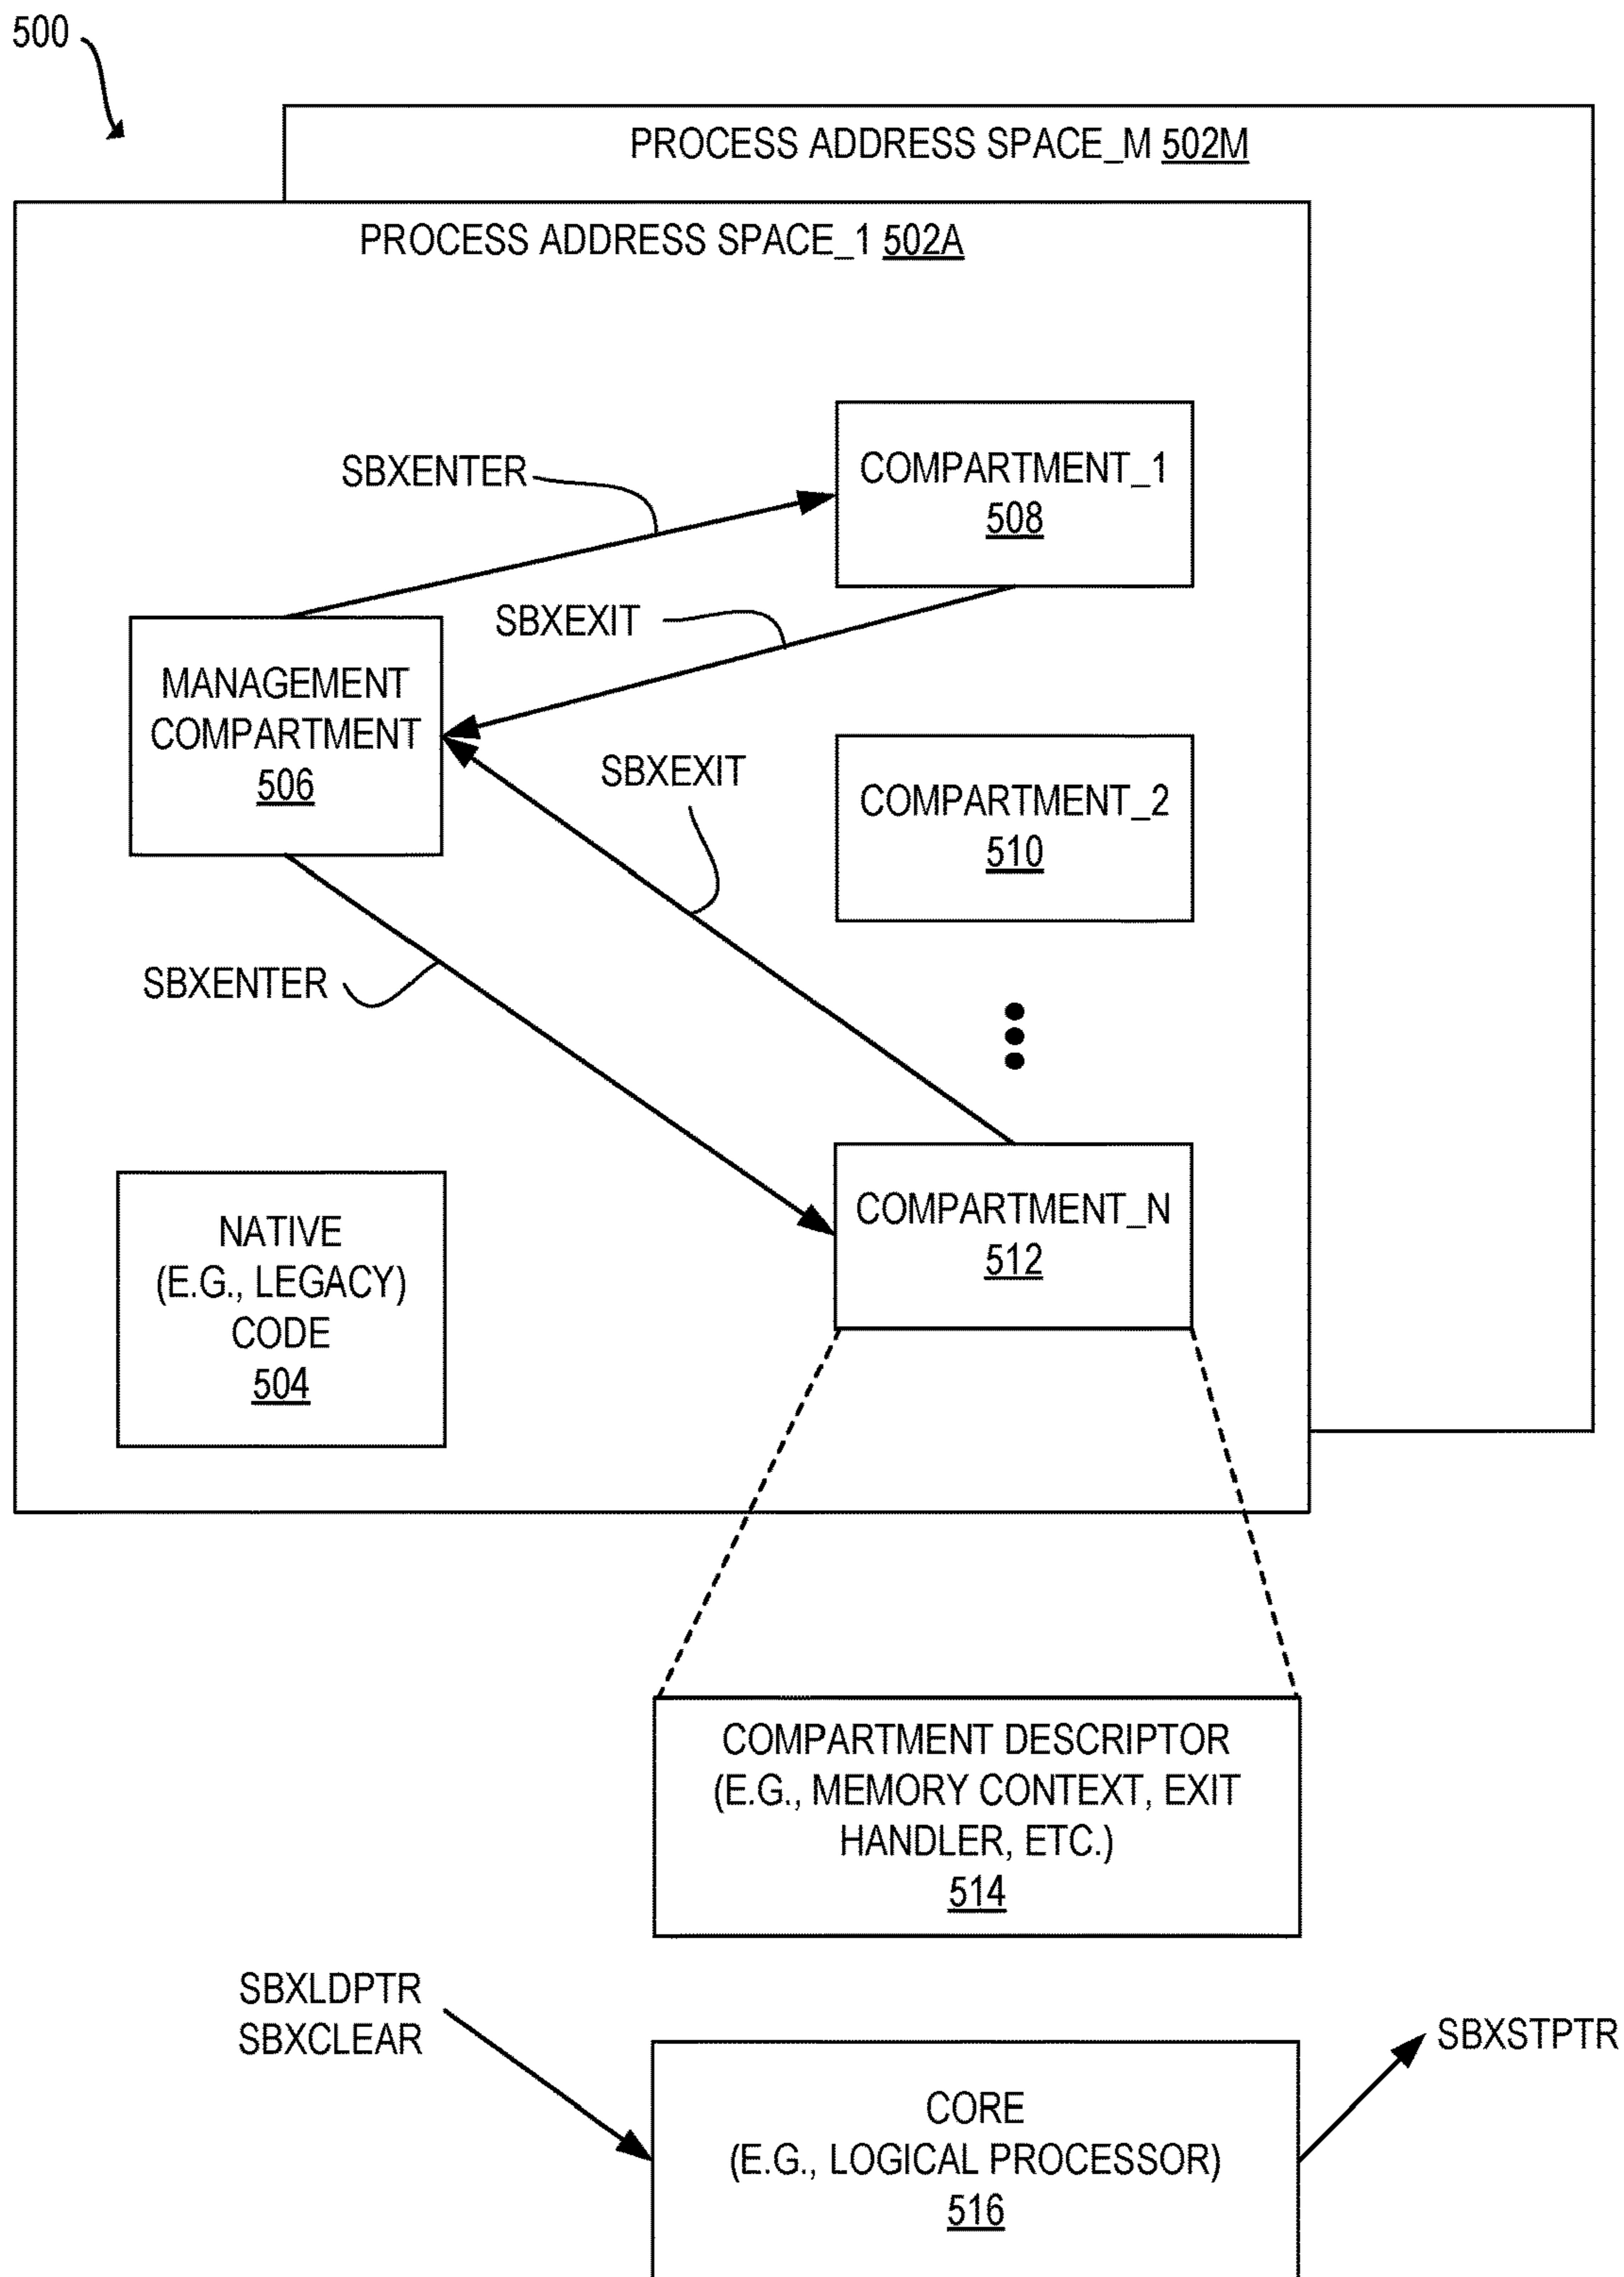 500
PROCESS ADDRESS SPACE_M 502M
PROCESS ADDRESS SPACE_1 502A
SBXENTER
COMPARTMENT_1
508
SBXEXIT
MANAGEMENT
COMPARTMENT
506
SBXEXIT
COMPARTMENT_2
510
SBXENTER
COMPARTMENT_N
512
NATIVE
(E.G., LEGACY)
CODE
504
COMPARTMENT DESCRIPTOR
(E.G., MEMORY CONTEXT, EXIT
HANDLER, ETC.)
514
SBXLDPTR
SBXCLEAR
SBXSTPTR
CORE
(E.G., LOGICAL PROCESSOR)
516